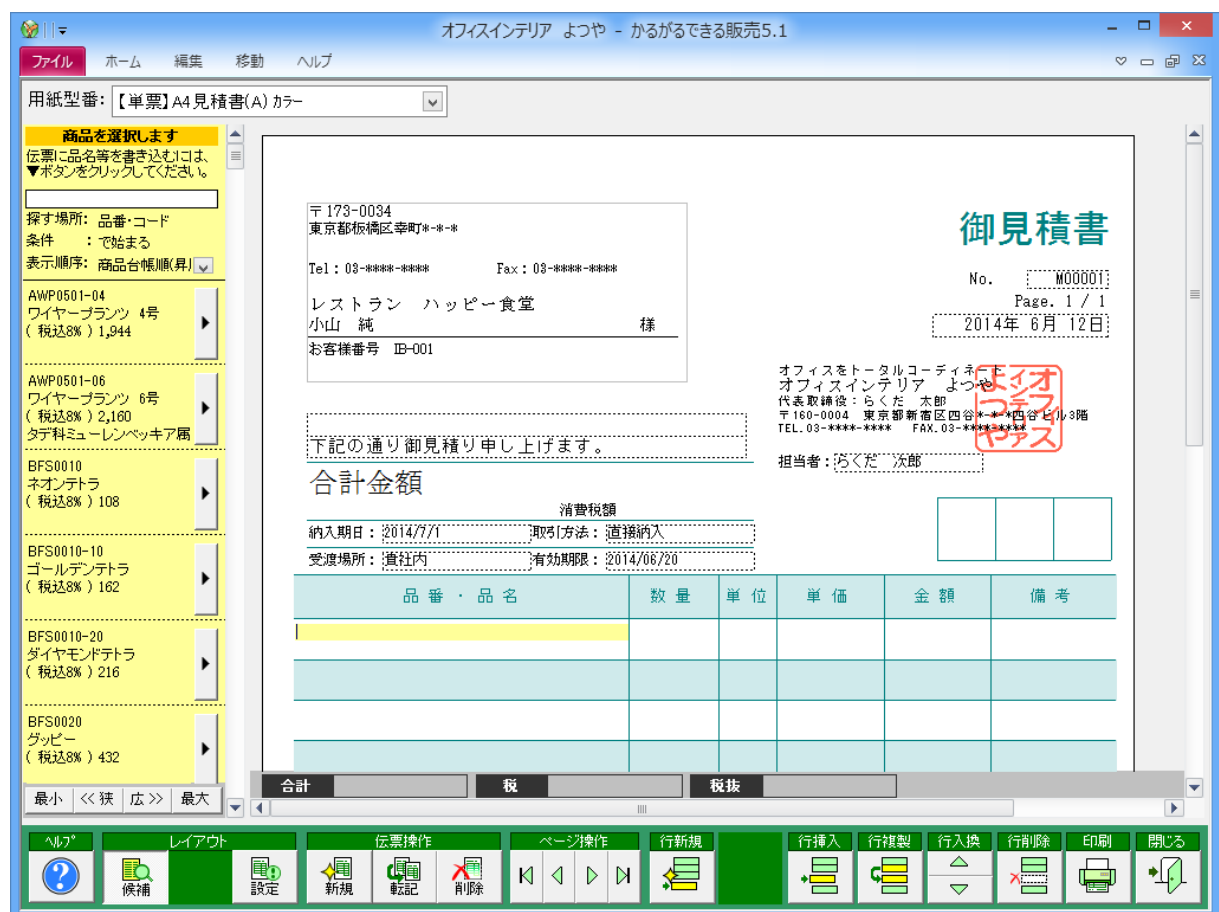 オフィスインテリア よつや - かるがるできる販売5.1
ファイル ホーム 編集 移動 ヘルプ
用紙型番: 【単票】A4見積書(A) カラー
商品を選択します
伝票に品名等を書き込むには、
▼ボタンをクリックしてください。
探す場所: 品番・コード
条件 : で始まる
表示順序: 商品台帳順(昇)
AWP0501-04
ワイヤープランツ 4号
( 税込8% ) 1,944
AWP0501-06
ワイヤープランツ 6号
( 税込8% ) 2,160
タデ科ミューレンベッキア属
BFS0010
ネオンテトラ
( 税込8% ) 108
BFS0010-10
ゴールデンテトラ
( 税込8% ) 162
BFS0010-20
ダイヤモンドテトラ
( 税込8% ) 216
BFS0020
グッピー
( 税込8% ) 432
最小 <<狭 広>> 最大
〒173-0034
東京都板橋区幸町*-*-*
Tel:03-****-**** Fax:03-****-****
レストラン ハッピー食堂
小山 純 様
お客様番号 IB-001
御見積書
No. M00001
Page. 1 / 1
2014年 6月 12日
オフィスをトータルコーディネート
オフィスインテリア よつや
代表取締役:らくだ 太郎
〒160-0004 東京都新宿区四谷*-*-*四谷ビル3階
TEL.03-****-**** FAX.03-****-****
オフィス
インテリア
よつや
担当者:らくだ 次郎
下記の通り御見積り申し上げます。
合計金額
消費税額
納入期日: 2014/7/1 取引方法: 直接納入
受渡場所: 貴社内 有効期限: 2014/06/20
品番・品名 数量 単位 単価 金額 備考
合計 税 税抜
ヘルプ レイアウト 伝票操作 ページ操作 行新規 行挿入 行複製 行入換 行削除 印刷 閉じる
候補 設定 新規 転記 削除